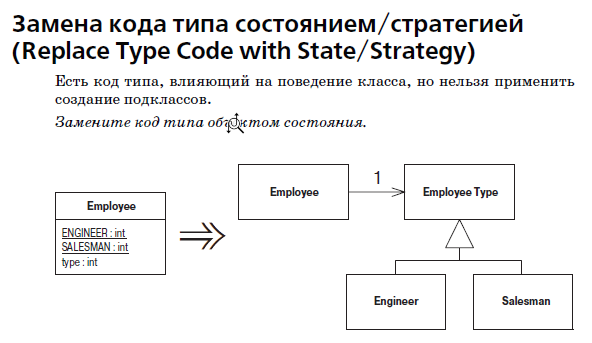 Замена кода типа состоянием/стратегией
(Replace Type Code with State/Strategy)
Есть код типа, влияющий на поведение класса, но нельзя применить
создание подклассов.
Замените код типа объектом состояния.
Employee
ENGINEER : int
SALESMAN : int
type : int
Employee
1
Employee Type
Engineer
Salesman